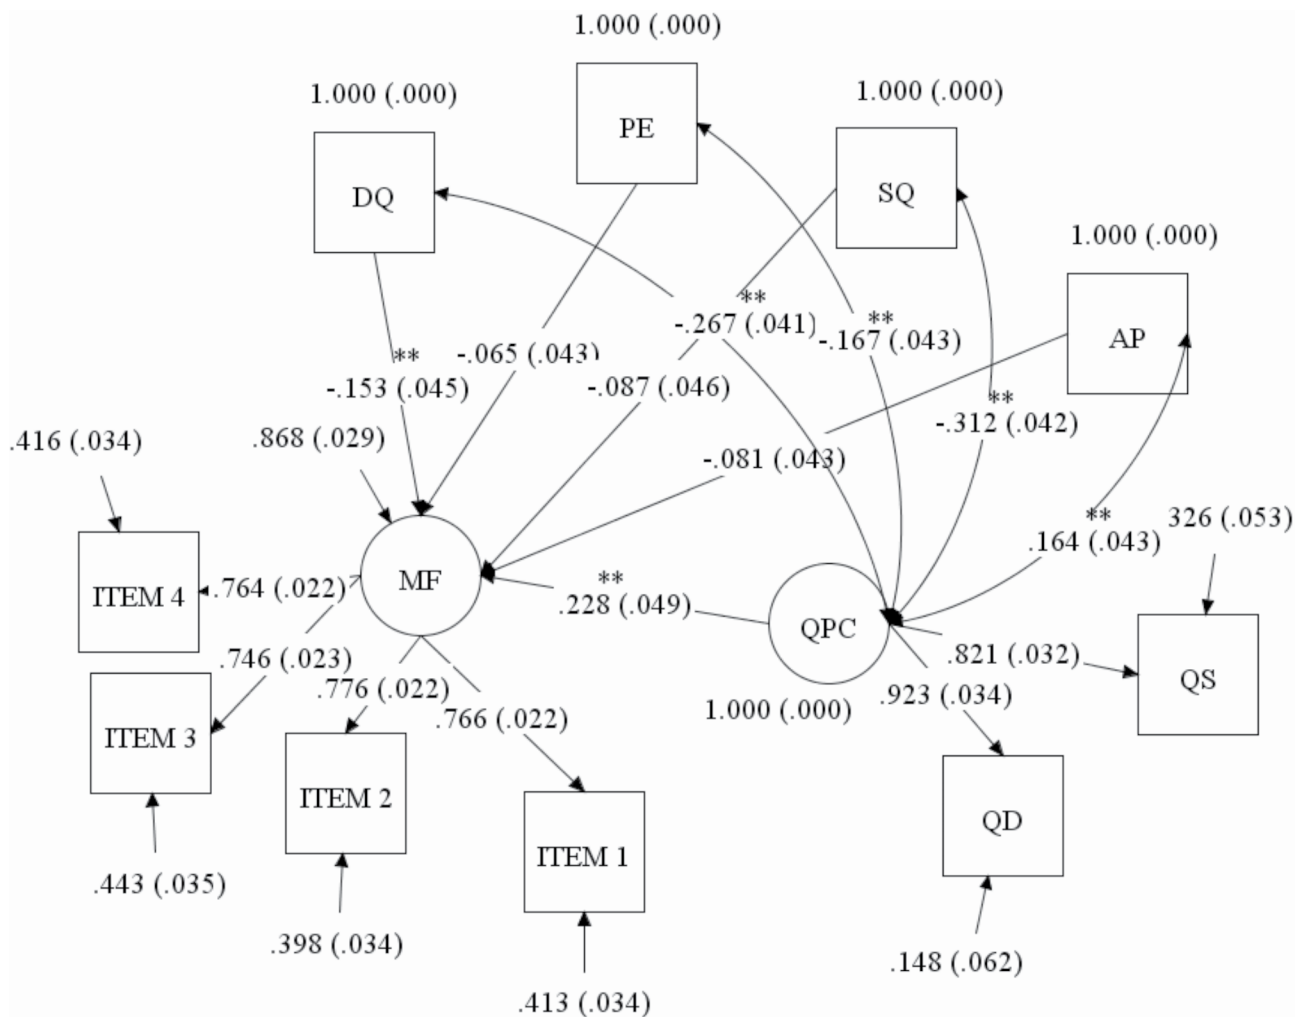 1.000 (.000)
1.000 (.000)
1.000 (.000)
PE
DQ
SQ
1.000 (.000)
**
-.267 (.041)
**
-.167 (.043)
AP
**
-.153 (.045)
-.065 (.043)
-.087 (.046)
**
-.312 (.042)
.416 (.034)
.868 (.029)
-.081 (.043)
**
.164 (.043)
326 (.053)
ITEM 4
.764 (.022)
MF
**
.228 (.049)
QPC
.821 (.032)
QS
.746 (.023)
.776 (.022)
.766 (.022)
1.000 (.000)
.923 (.034)
ITEM 3
ITEM 2
ITEM 1
QD
.443 (.035)
.398 (.034)
.413 (.034)
.148 (.062)